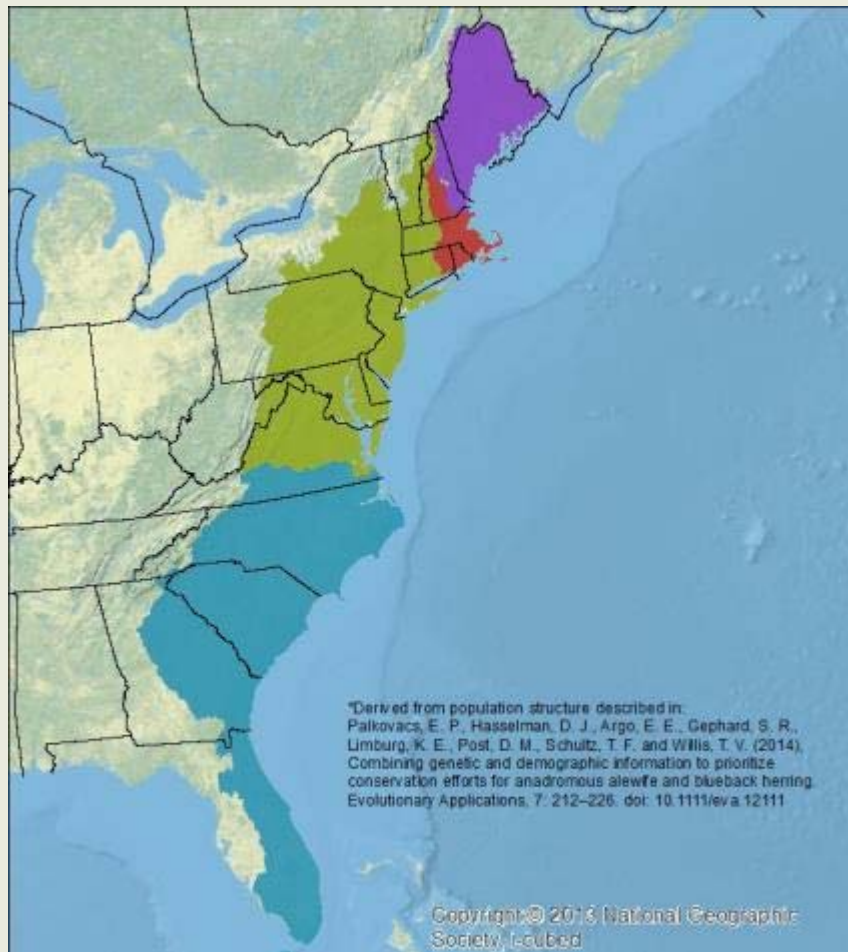 *Derived from population structure described in:
Palkovacs, E. P., Hasselman, D. J., Argo, E. E., Gephard, S. R.,
Limburg, K. E., Post, D. M., Schultz, T. F. and Willis, T. V. (2014),
Combining genetic and demographic information to prioritize
conservation efforts for anadromous alewife and blueback herring.
Evolutionary Applications, 7: 212–226. doi: 10.1111/eva.12111
Copyright:© 2013 National Geographic
Society, i-cubed